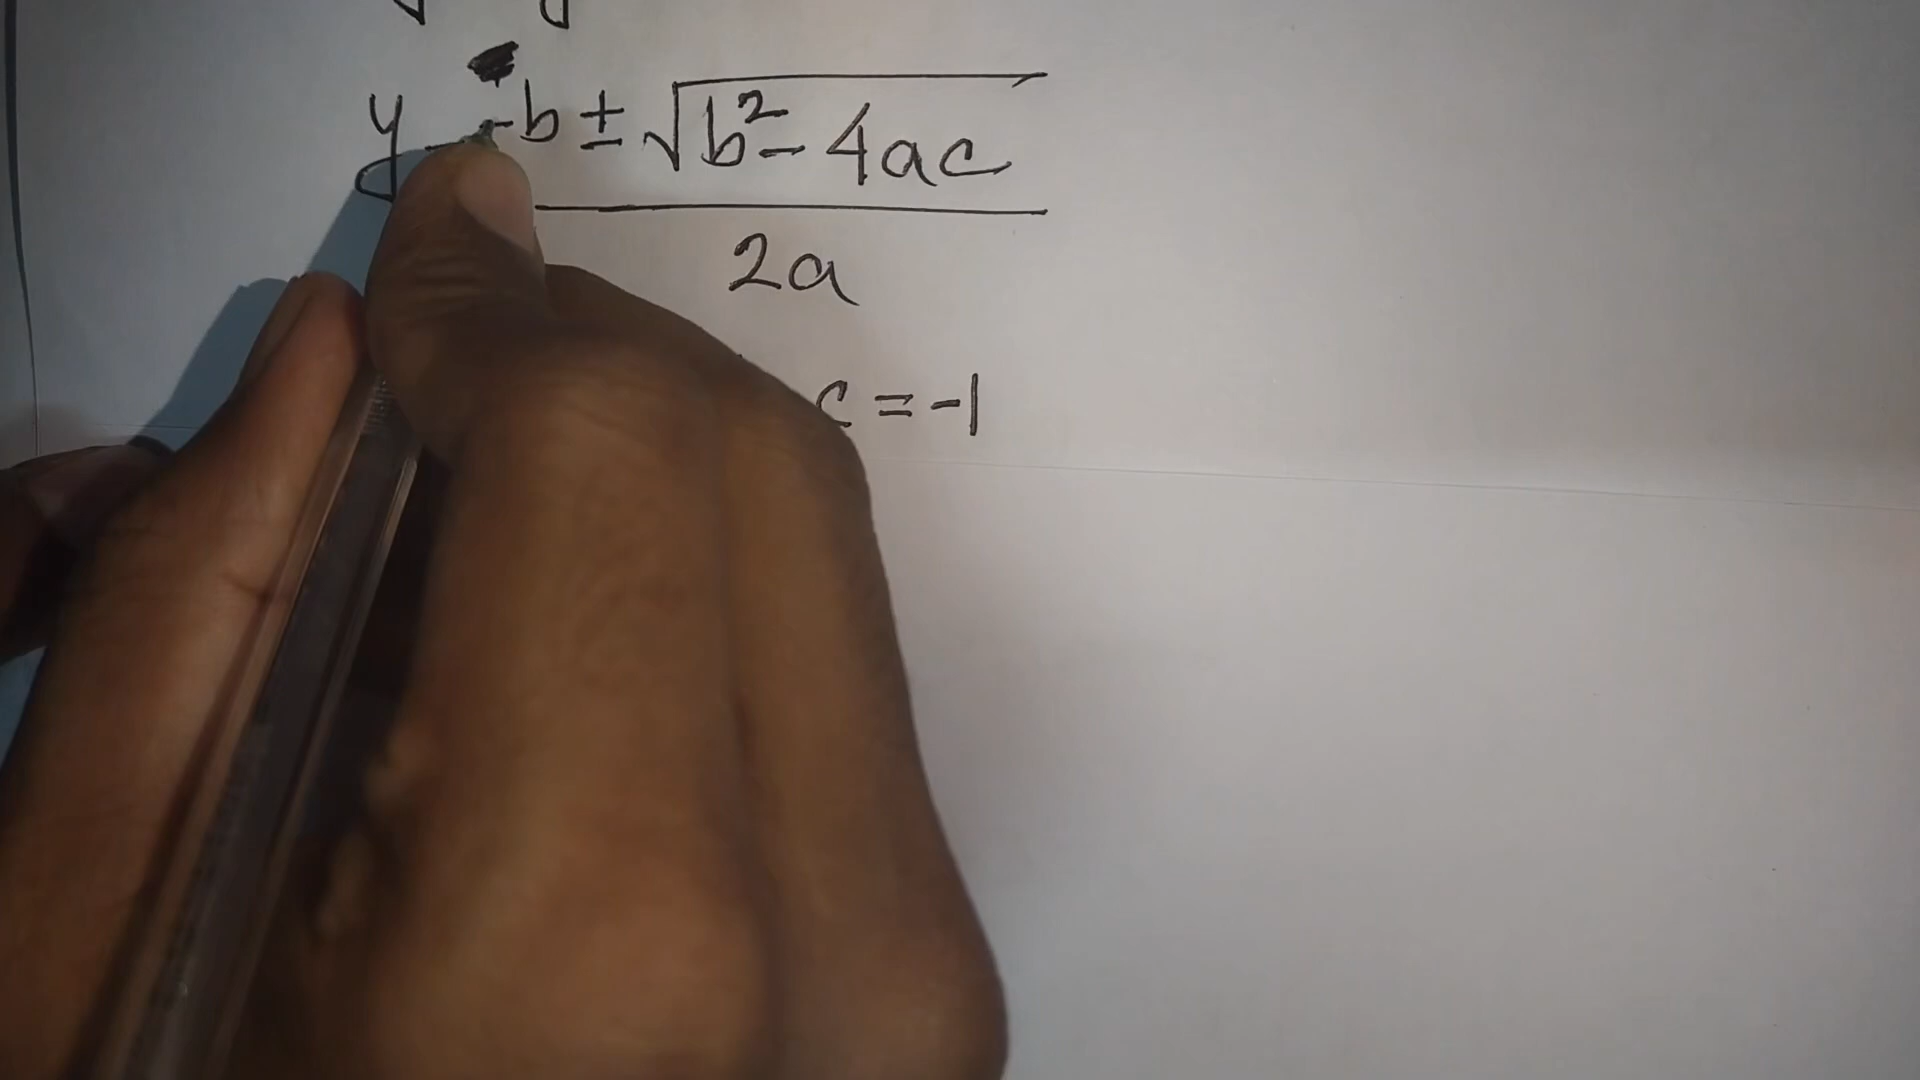 y = -b ± √(b² - 4ac)
2a
c = -1